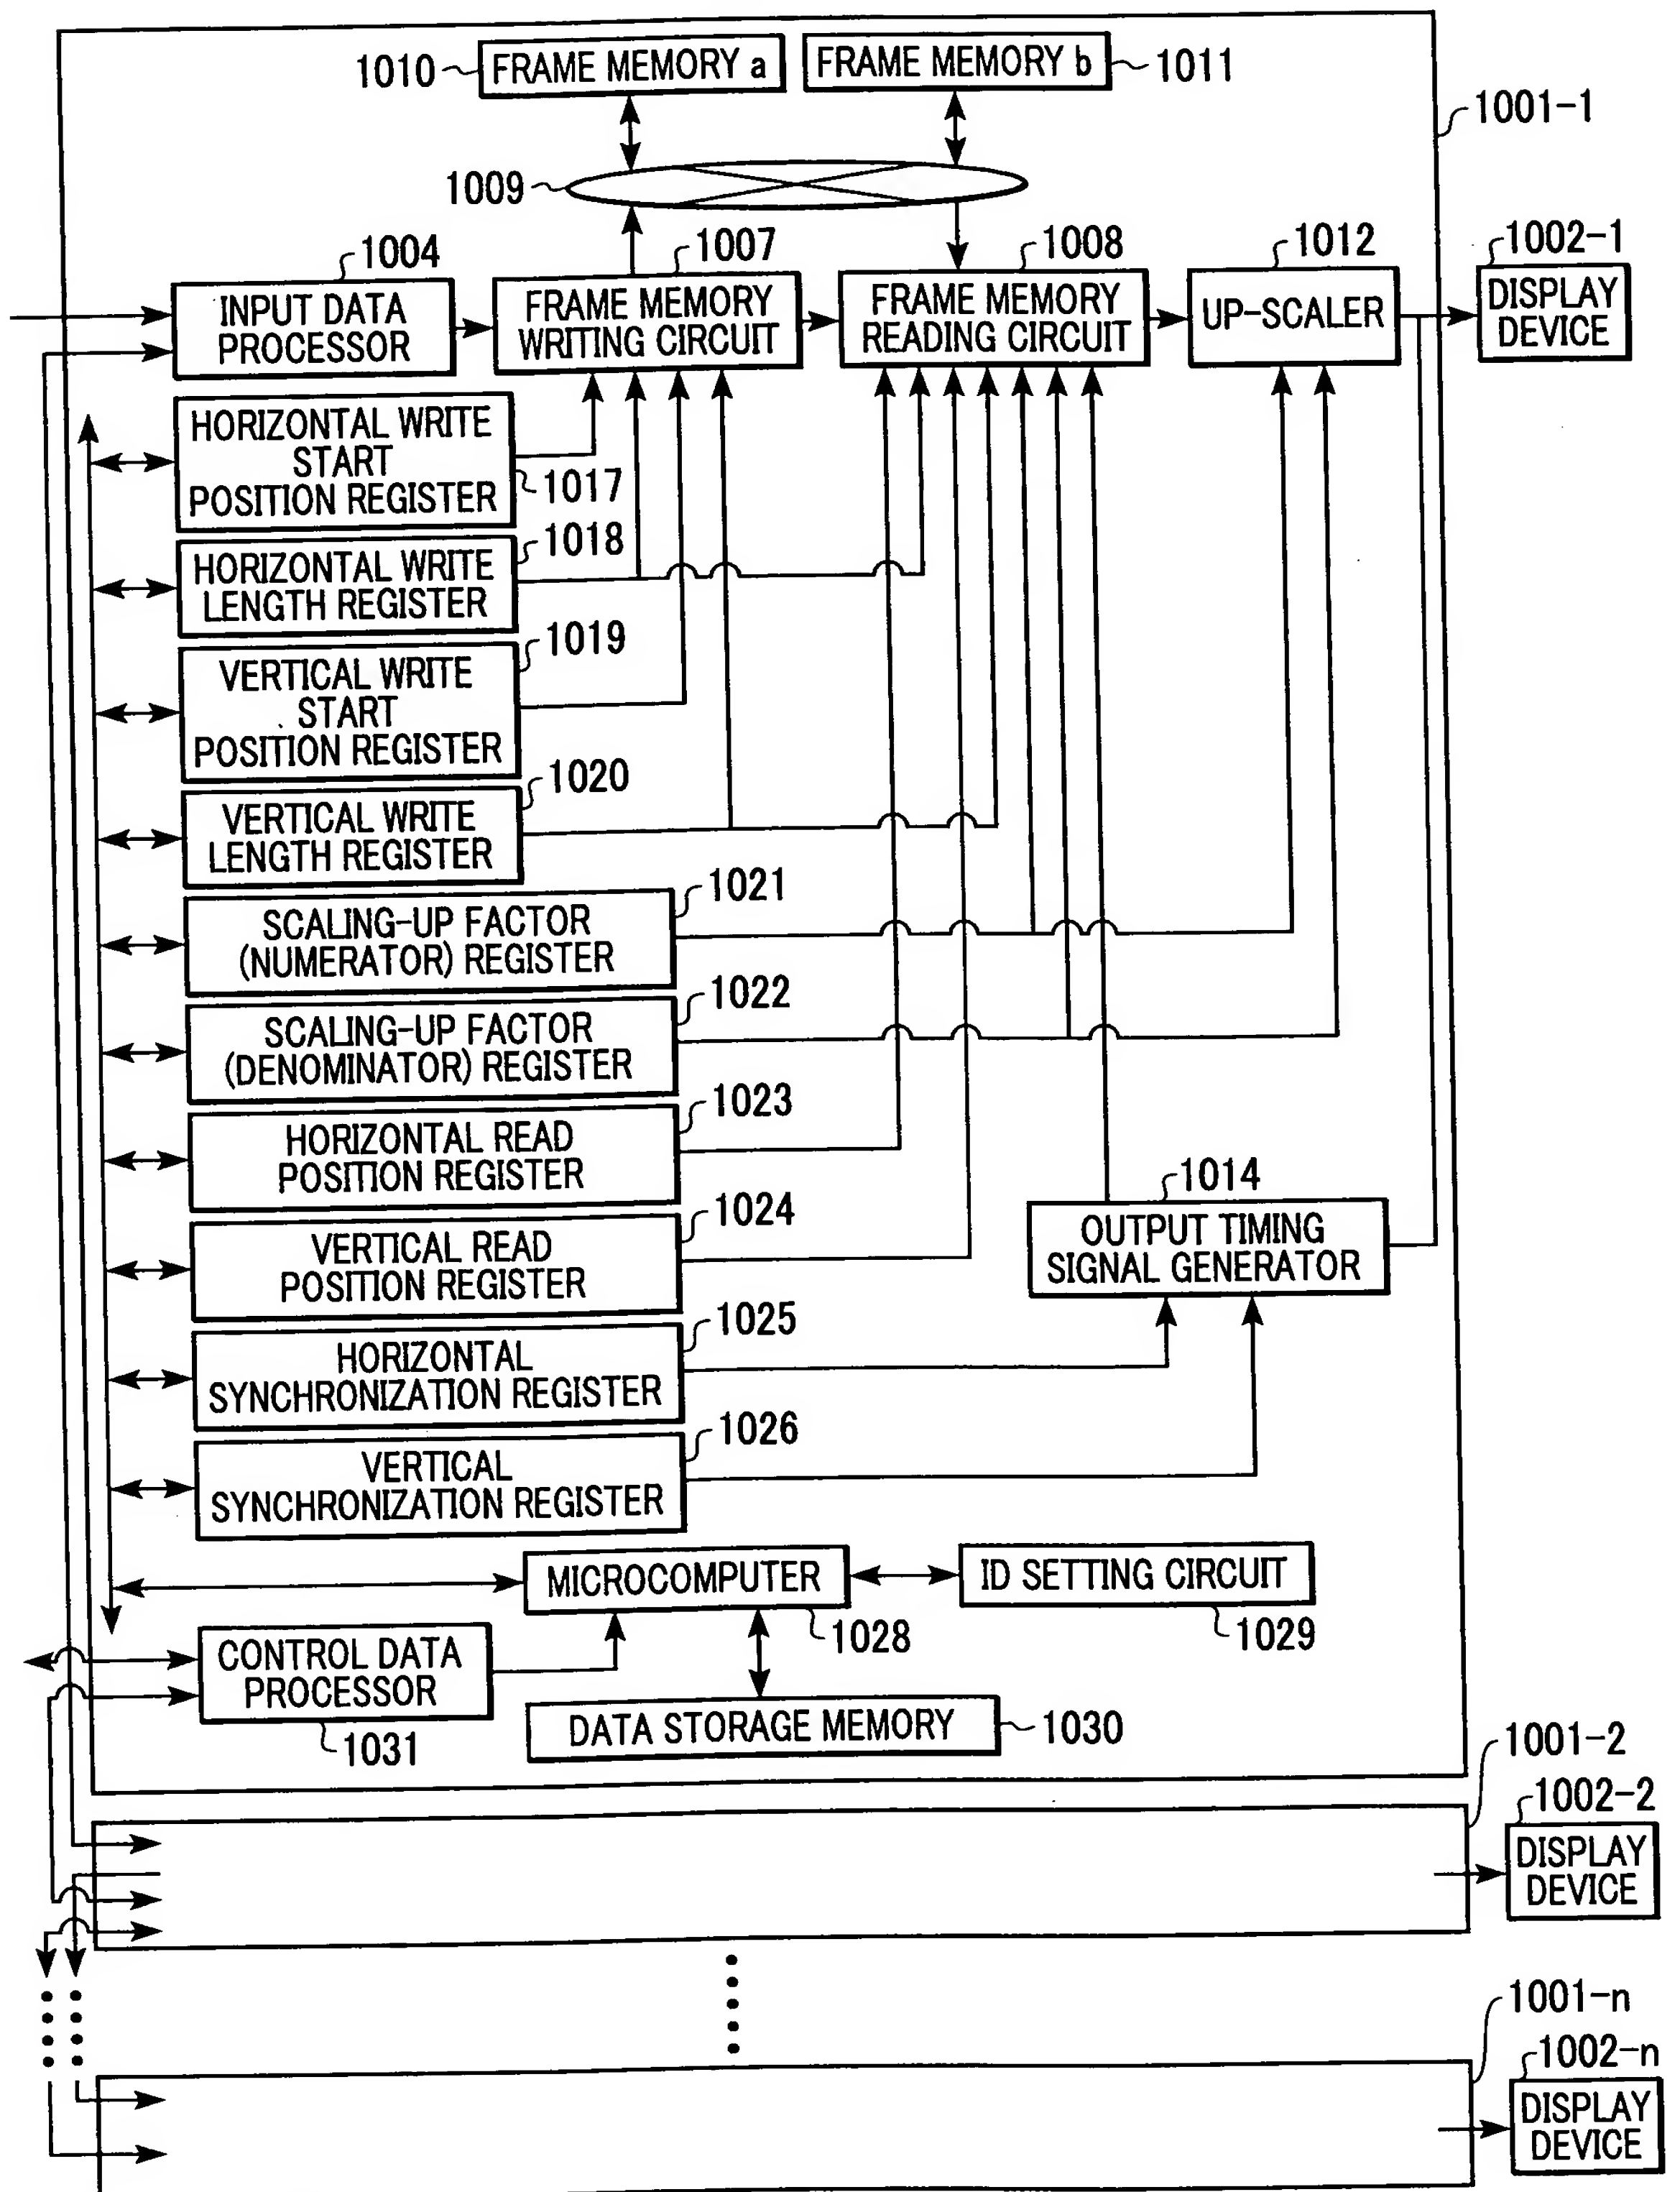 1010
FRAME MEMORY a
FRAME MEMORY b
1011
1001-1
1009
1004
1007
1008
1012
1002-1
INPUT DATA
PROCESSOR
FRAME MEMORY
WRITING CIRCUIT
FRAME MEMORY
READING CIRCUIT
UP-SCALER
DISPLAY
DEVICE
HORIZONTAL WRITE
START
POSITION REGISTER
1017
1018
HORIZONTAL WRITE
LENGTH REGISTER
1019
VERTICAL WRITE
START
POSITION REGISTER
1020
VERTICAL WRITE
LENGTH REGISTER
1021
SCALING-UP FACTOR
(NUMERATOR) REGISTER
1022
SCALING-UP FACTOR
(DENOMINATOR) REGISTER
1023
HORIZONTAL READ
POSITION REGISTER
1024
VERTICAL READ
POSITION REGISTER
1014
OUTPUT TIMING
SIGNAL GENERATOR
1025
HORIZONTAL
SYNCHRONIZATION REGISTER
1026
VERTICAL
SYNCHRONIZATION REGISTER
MICROCOMPUTER
1028
ID SETTING CIRCUIT
1029
CONTROL DATA
PROCESSOR
1031
DATA STORAGE MEMORY
1030
1001-2
1002-2
DISPLAY
DEVICE
1001-n
1002-n
DISPLAY
DEVICE